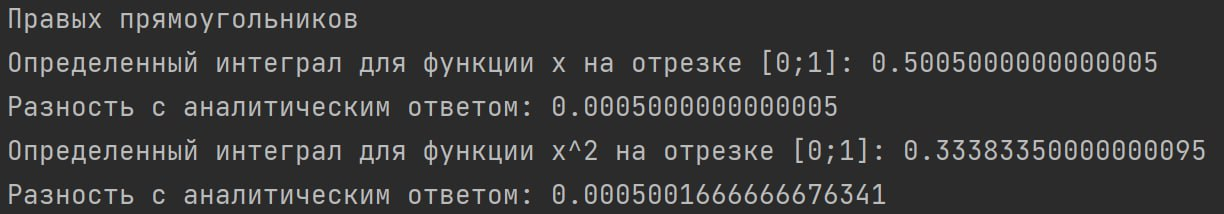 Правых прямоугольников
Определенный интеграл для функции x на отрезке [0;1]: 0.5005000000000005
Разность с аналитическим ответом: 0.0005000000000005
Определенный интеграл для функции x^2 на отрезке [0;1]: 0.33383350000000095
Разность с аналитическим ответом: 0.0005001666666676341